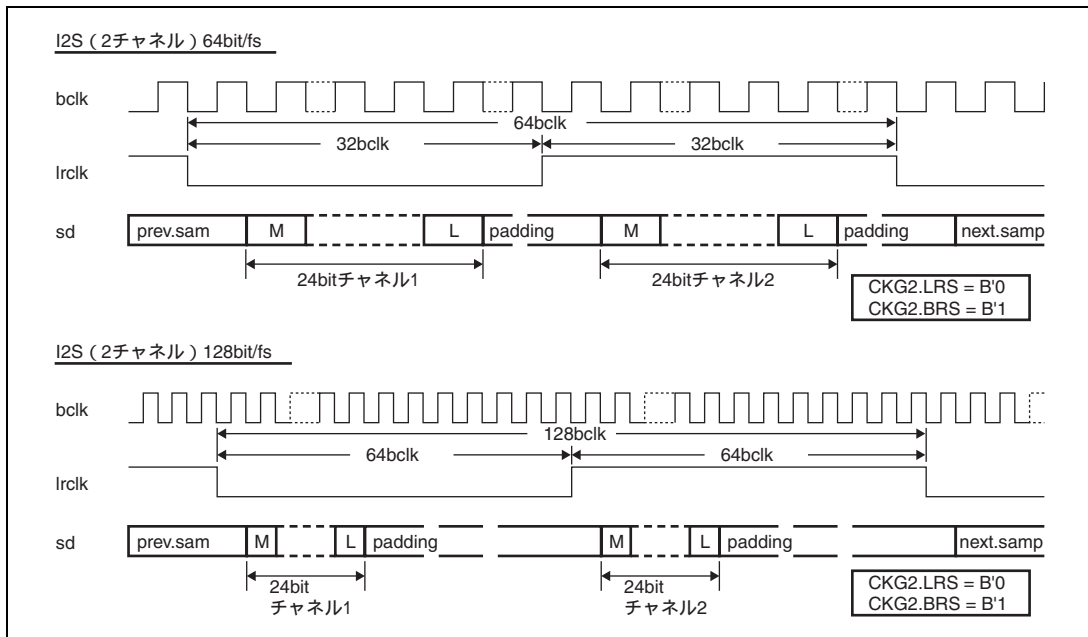 I2S ( 2チャネル ) 64bit/fs
bclk
64bclk
32bclk 32bclk
lrclk
sd prev.sam M L padding M L padding next.samp
24bitチャネル1 24bitチャネル2
CKG2.LRS = B'0
CKG2.BRS = B'1
I2S ( 2チャネル ) 128bit/fs
bclk
128bclk
64bclk 64bclk
lrclk
sd prev.sam M L padding M L padding next.samp
24bit 24bit
チャネル1 チャネル2
CKG2.LRS = B'0
CKG2.BRS = B'1